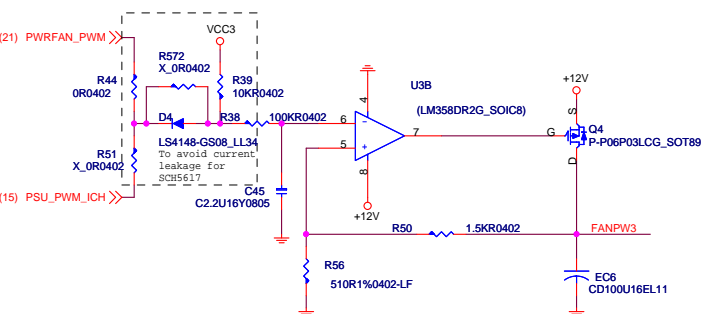 (21) PWRFAN_PWM
VCC3
R572
X_0R0402
R44
0R0402
R39
10KR0402
D4
R38
100KR0402
LS4148-GS08_LL34
To avoid current
leakage for
SCH5617
R51
X_0R0402
(15) PSU_PWM_ICH
C45
C2.2U16Y0805
U3B
(LM358DR2G_SOIC8)
4
6
-
7
5
+
8
+12V
+12V
S
G
D
Q4
P-P06P03LCG_SOT89
R50
1.5KR0402
FANPW3
R56
510R1%0402-LF
EC6
CD100U16EL11